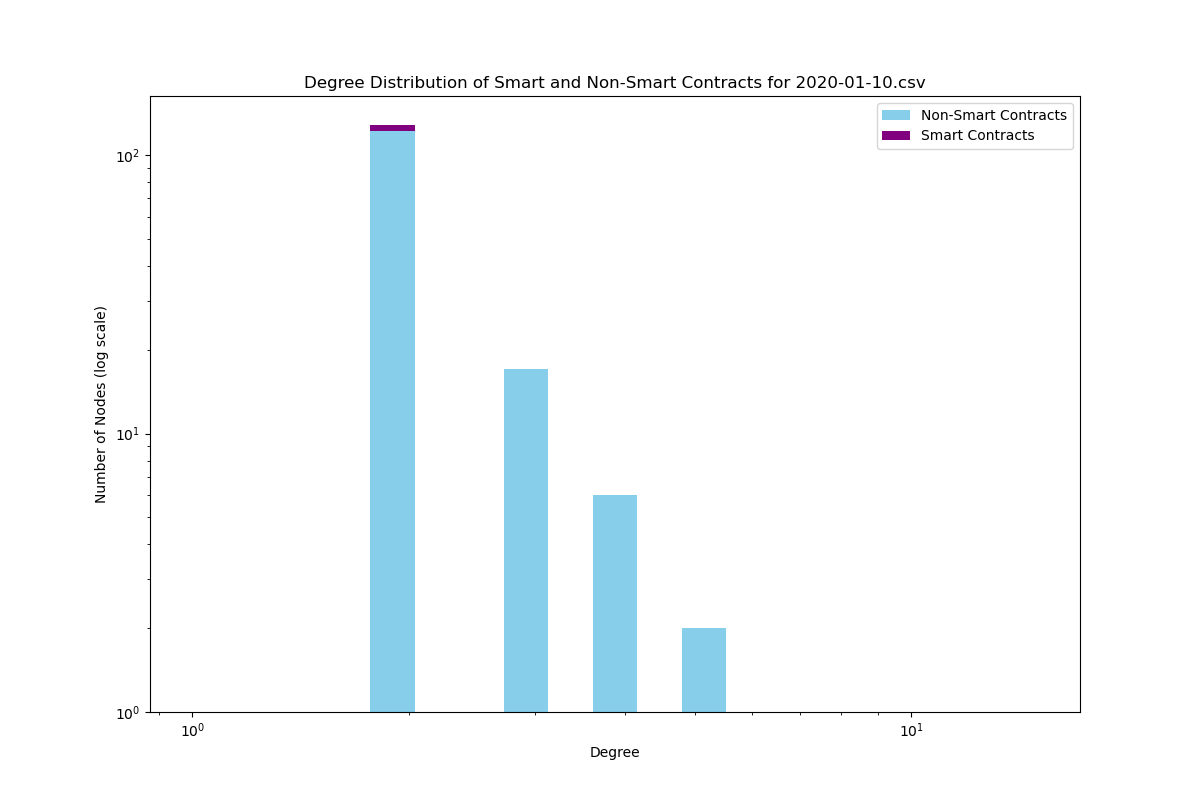 Degree Distribution of Smart and Non-Smart Contracts for 2020-01-10.csv
Non-Smart Contracts
Smart Contracts
Number of Nodes (log scale)
10²
10¹
10⁰
10⁰ 10¹
Degree